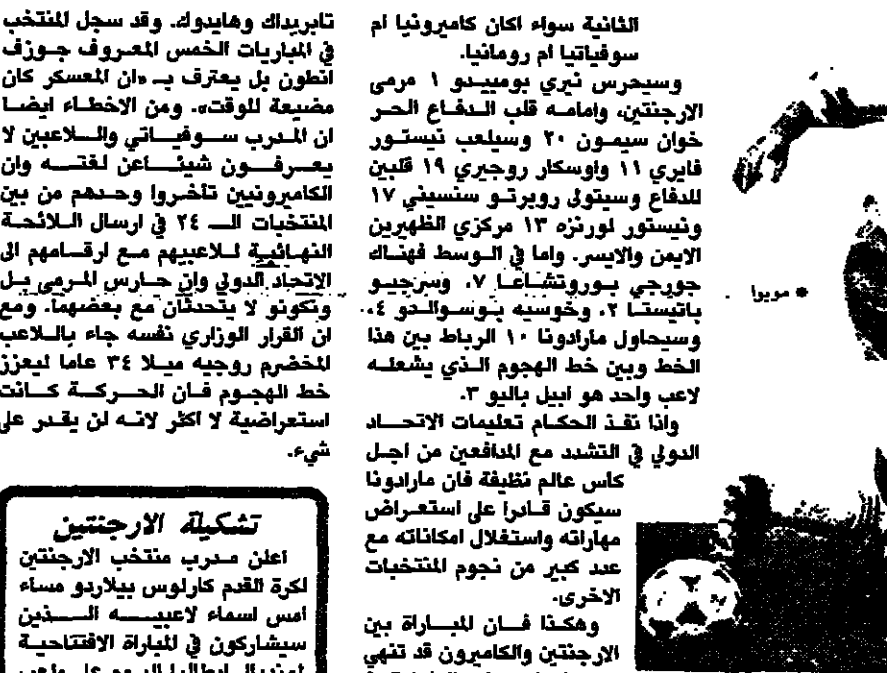 الثانية سواء اكان كاميرونيا ام
سوفياتيا ام رومانيا.
وسيحرس نيري بومبيدو ١ مرمى
الارجنتين، وامامه قلب الدفاع الحر
خوان سيمون ٢٠ وسيلعب نيستور
فابري ١١ واوسكار روجيري ١٩ قلبين
للدفاع وسيتولى روبرتو سنسيني ١٧
ونيستور لورنزه ١٣ مركزي الظهيرين
الايمن والايسر. واما في الوسط فهناك
جورجي بوروتشاغا ٧، وسرجيو
باتيستا ٢، وخوسيه بوسوالدو ٤،
وسيحاول مارادونا ١٠ الرباط بين هذا
الخط وبين خط الهجوم الذي يشعله
لاعب واحد هو ابيل باليو ٣.
واذا نفذ الحكام تعليمات الاتحاد
الدولي في التشدد مع المدافعين من اجل
كاس عالم نظيفة فان مارادونا
سيكون قادرا على استعراض
مهاراته واستغلال امكاناته مع
عدد كبير من نجوم المنتخبات
الاخرى.
وهكذا فان المباراة بين
الارجنتين والكاميرون قد تنهي
تابريداك وهايدوك. وقد سجل المنتخب
في المباريات الخمس المعروف جوزف
انطون بل يعترف بـ «ان المعسكر كان
مضيعة للوقت». ومن الاخطاء ايضا
ان المدرب سوفياتي واللاعبين لا
يعرفون شيئاعن لغته وان
الكاميرونيين تاخروا وحدهم من بين
المنتخبات الـ ٢٤ في ارسال اللائحة
النهائية للاعبيهم مع ارقامهم الى
الاتحاد الدولي وان حارس المرمى بيل
ونكونو لا يتحدثان مع بعضهما. ومع
ان القرار الوزاري نفسه جاء باللاعب
المخضرم روجيه ميلا ٣٤ عاما ليعزز
خط الهجوم فان الحركة كانت
استعراضية لا اكثر لانه لن يقدر على
شيء.
تشكيلة الارجنتين
اعلن مدرب منتخب الارجنتين
لكرة القدم كارلوس بيلاردو مساء
امس اسماء لاعبيه الذين
سيشاركون في المباراة الافتتاحية
● مويوا